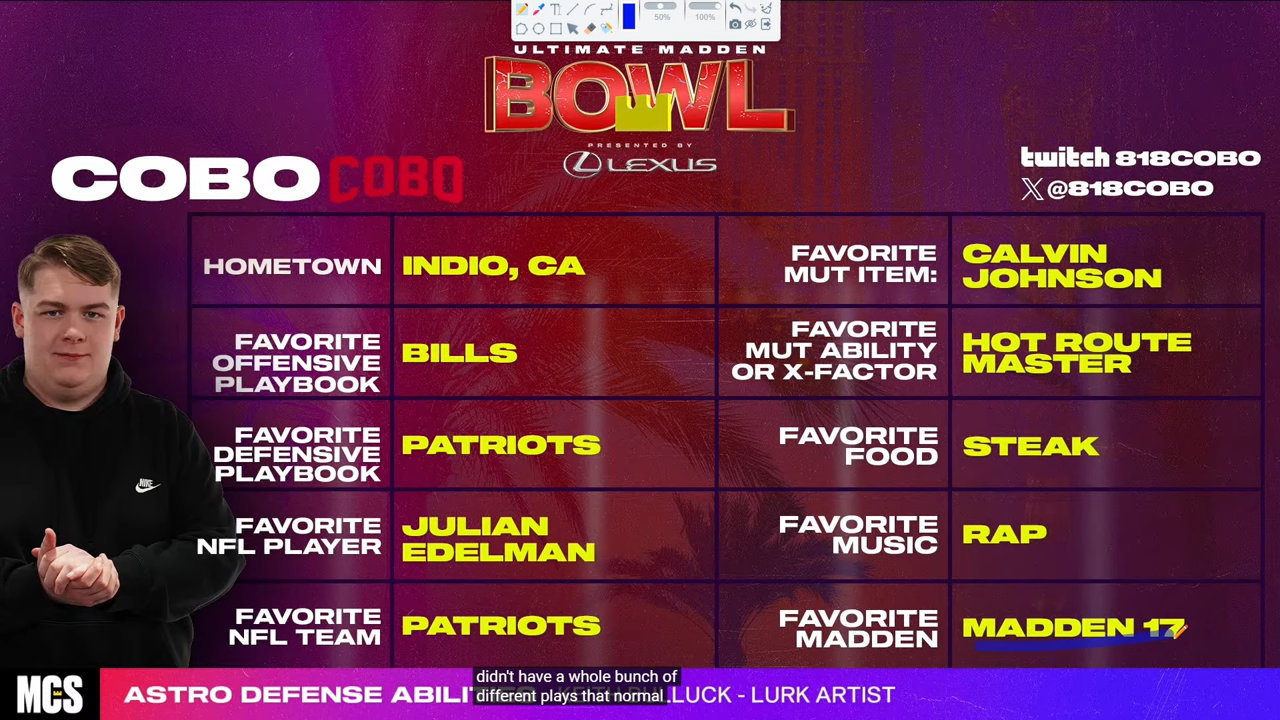 50%
100%
ULTIMATE MADDEN
BOWL
PRESENTED BY
LEXUS
COBO COBO
twitch 818COBO
X @818COBO
HOMETOWN
INDIO, CA
FAVORITE
MUT ITEM:
CALVIN
JOHNSON
FAVORITE
OFFENSIVE
PLAYBOOK
BILLS
FAVORITE
MUT ABILITY
OR X-FACTOR
HOT ROUTE
MASTER
FAVORITE
DEFENSIVE
PLAYBOOK
PATRIOTS
FAVORITE
FOOD
STEAK
FAVORITE
NFL PLAYER
JULIAN
EDELMAN
FAVORITE
MUSIC
RAP
FAVORITE
NFL TEAM
PATRIOTS
FAVORITE
MADDEN
MADDEN 17
NIKE
didn't have a whole bunch of
different plays that normal
MCS
ASTRO DEFENSE - LURK ARTIST